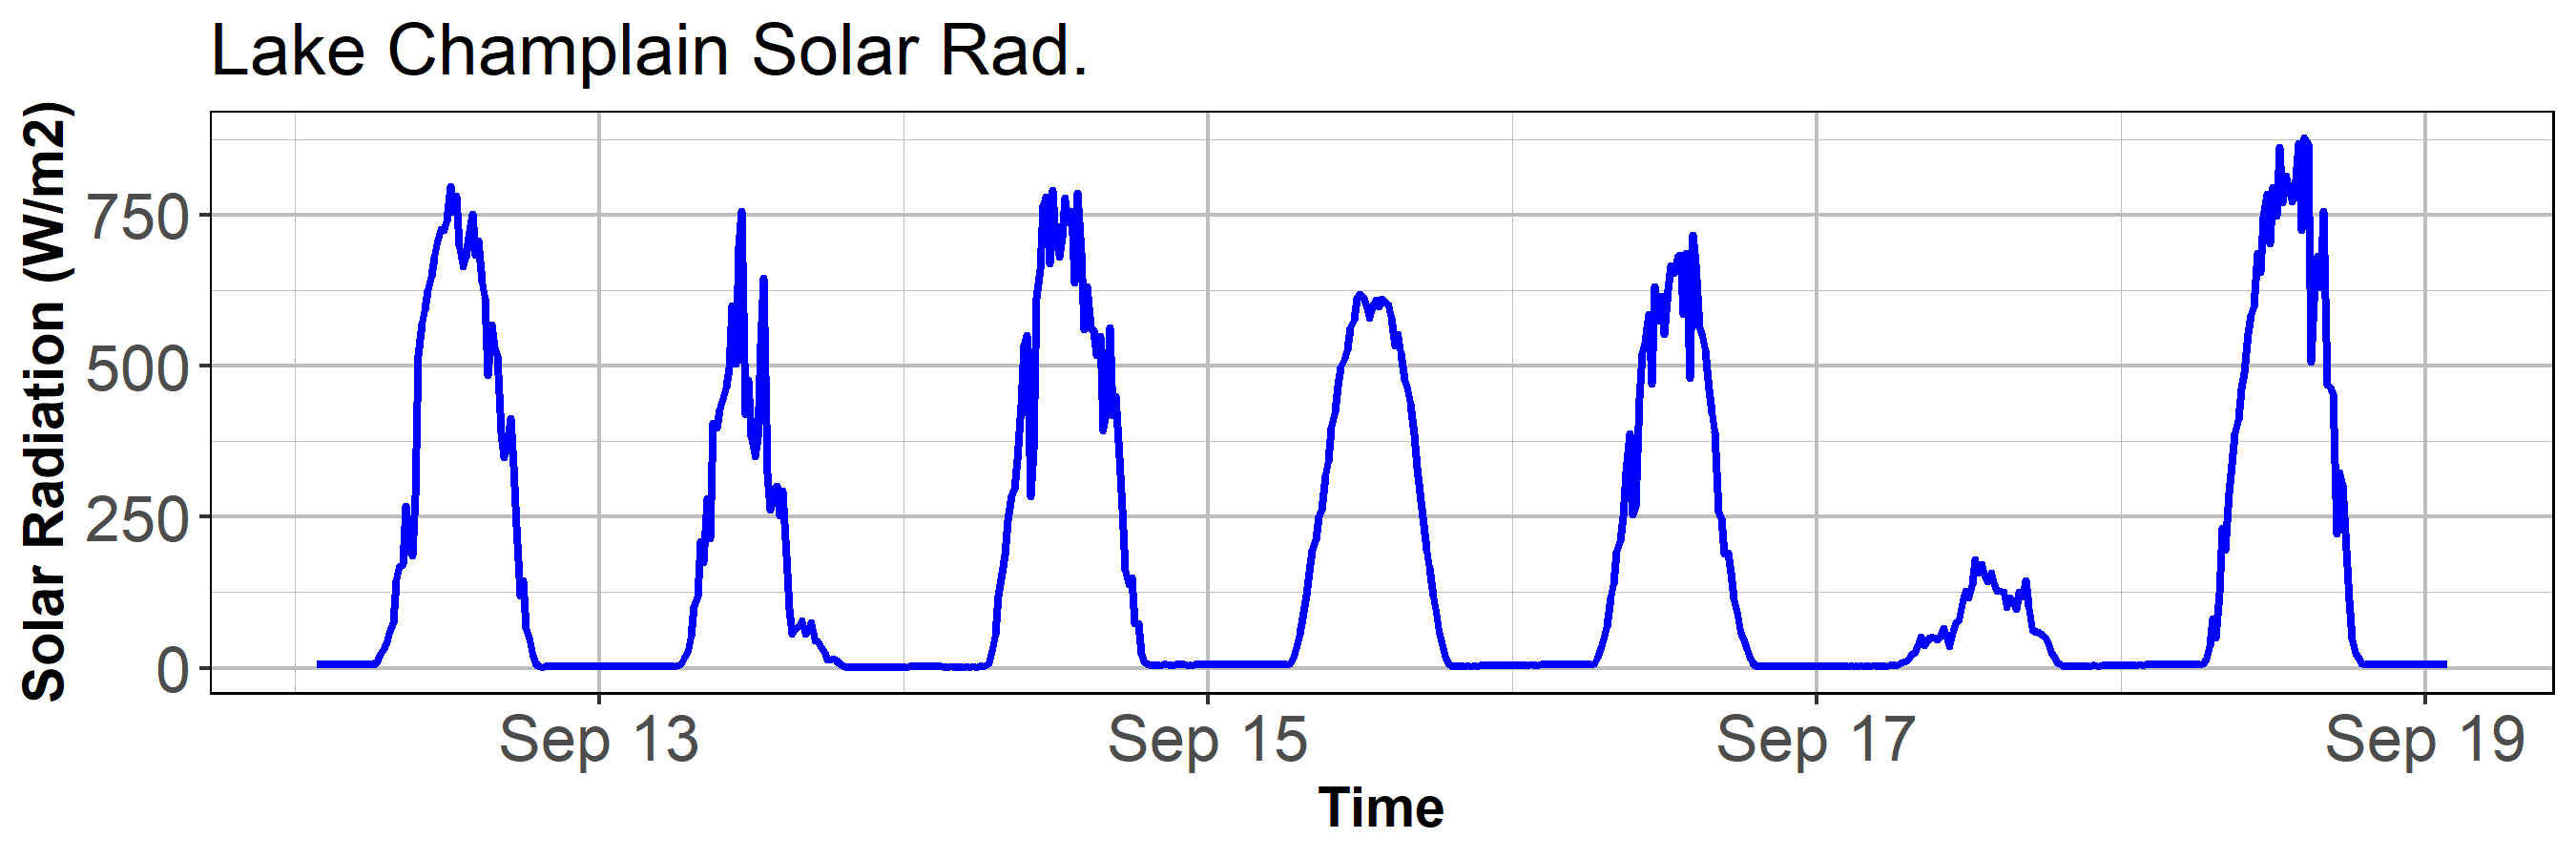 Lake Champlain Solar Rad.
Solar Radiation (W/m2)
750
500
250
0
Sep 13 Sep 15 Sep 17 Sep 19
Time